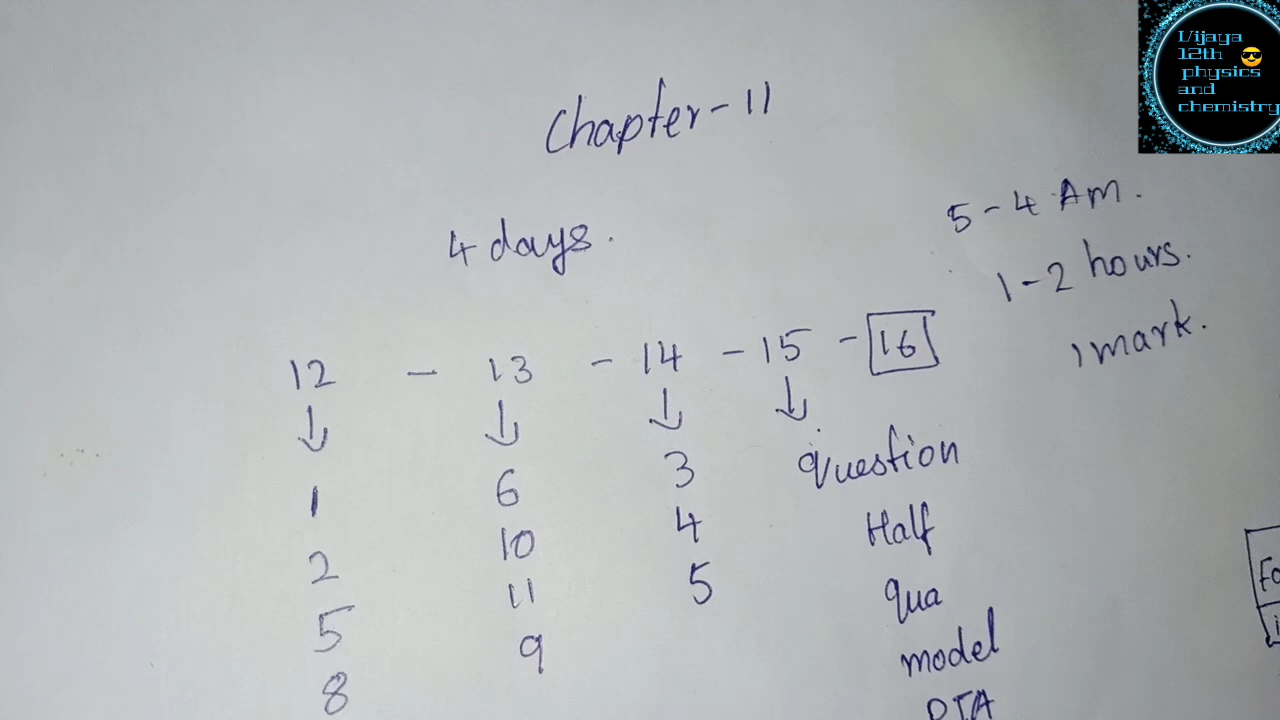 Vijaya
12th
physics
and
chemistry
Chapter - 11
5 - 4 Am.
4 days.
1 - 2 hours.
1 mark.
12 - 13 - 14 - 15 - 16
1 6 3 question
2 10 4 Half
5 11 5 qua
8 9 model
PTA